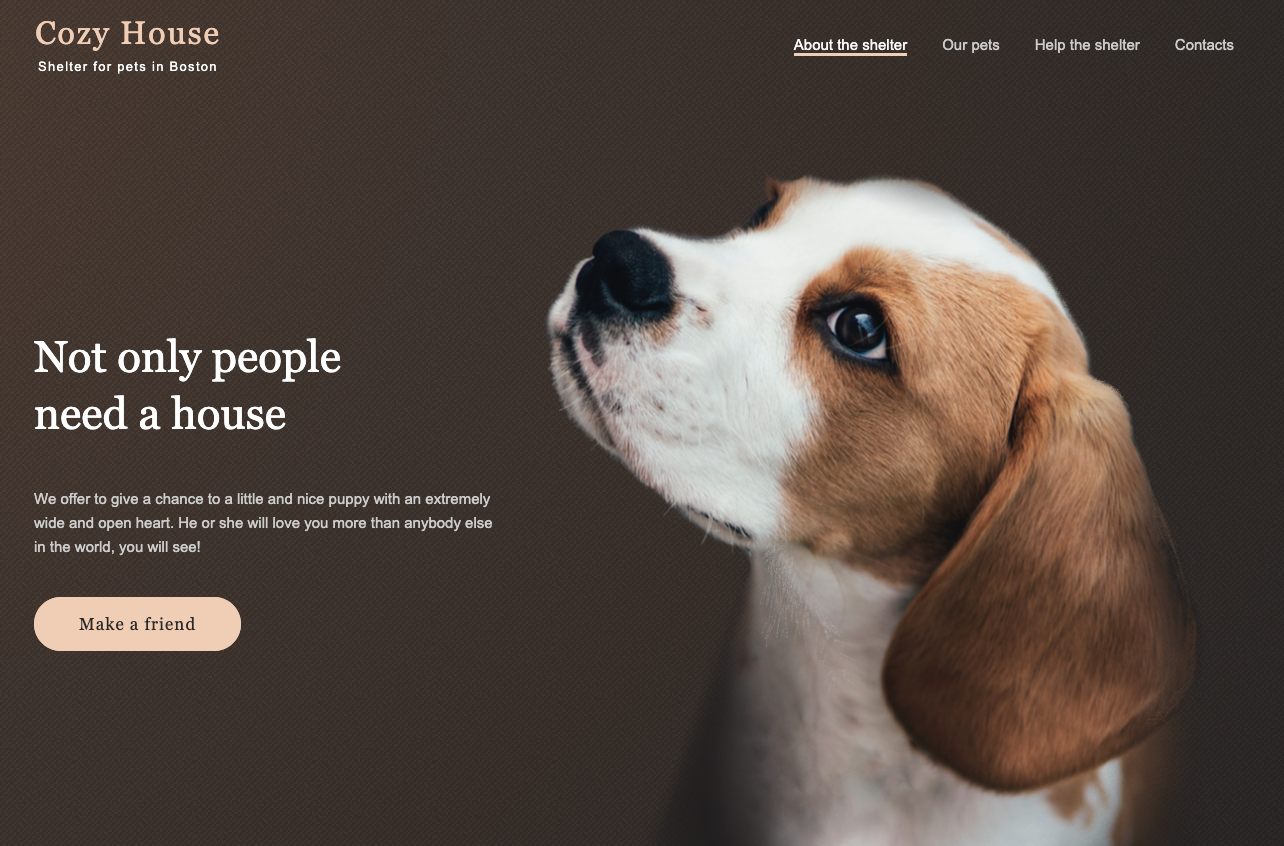 Cozy House
Shelter for pets in Boston
About the shelter
Our pets
Help the shelter
Contacts
Not only people
need a house
We offer to give a chance to a little and nice puppy with an extremely
wide and open heart. He or she will love you more than anybody else
in the world, you will see!
Make a friend